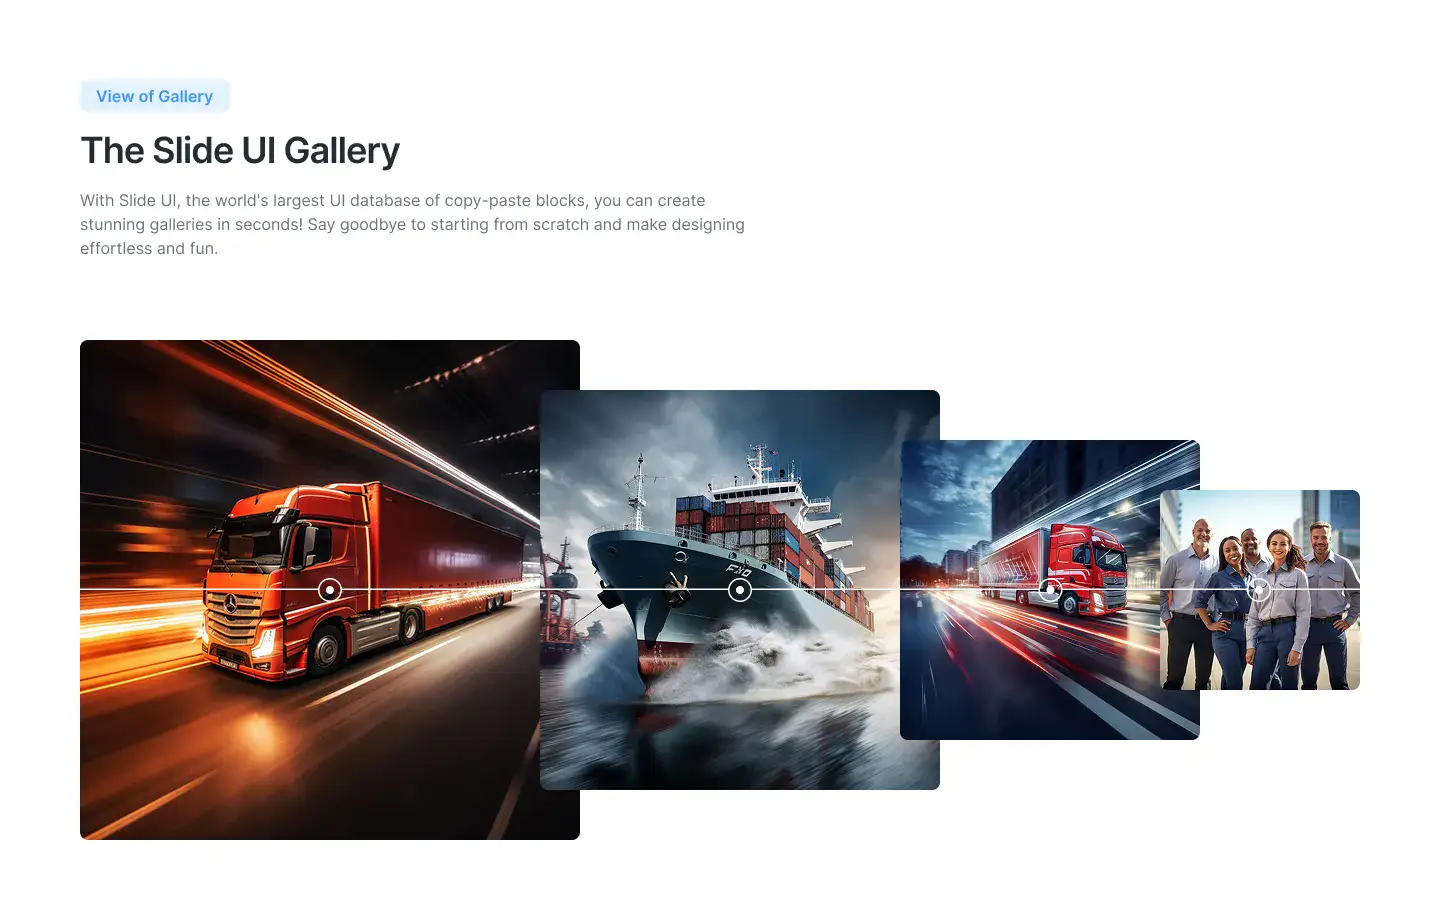 View of Gallery
The Slide UI Gallery
With Slide UI, the world's largest UI database of copy-paste blocks, you can create
stunning galleries in seconds! Say goodbye to starting from scratch and make designing
effortless and fun.